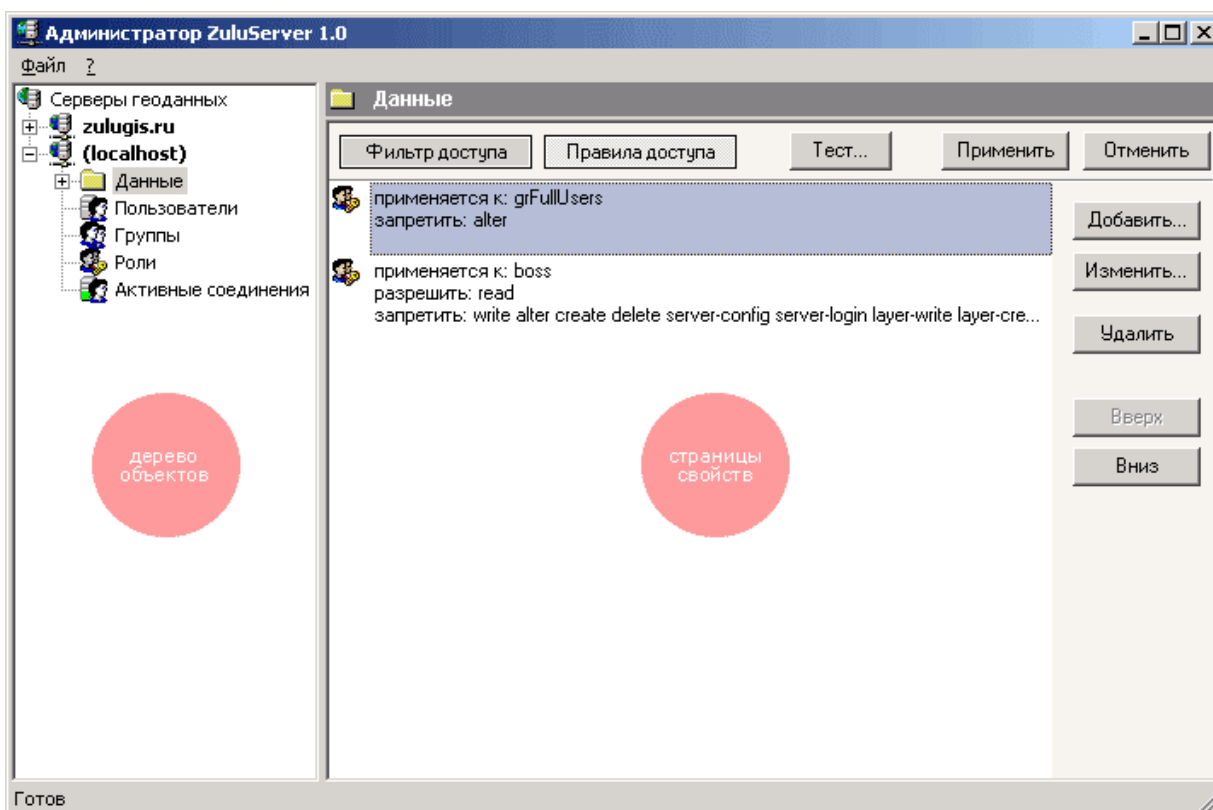 Администратор ZuluServer 1.0
Файл ?
Серверы геоданных
zulugis.ru
(localhost)
Данные
Пользователи
Группы
Роли
Активные соединения
дерево
объектов
Данные
Фильтр доступа Правила доступа Тест... Применить Отменить
применяется к: grFullUsers
запретить: alter
применяется к: boss
разрешить: read
запретить: write alter create delete server-config server-login layer-write layer-cre...
страницы
свойств
Добавить...
Изменить...
Удалить
Вверх
Вниз
Готов